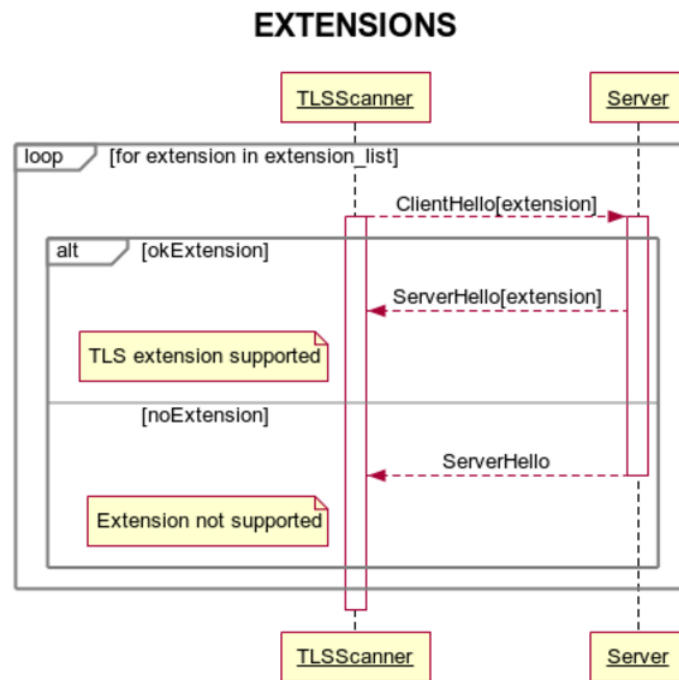 EXTENSIONS
TLSScanner
Server
loop
[for extension in extension_list]
ClientHello[extension]
alt
[okExtension]
ServerHello[extension]
TLS extension supported
[noExtension]
ServerHello
Extension not supported
TLSScanner
Server